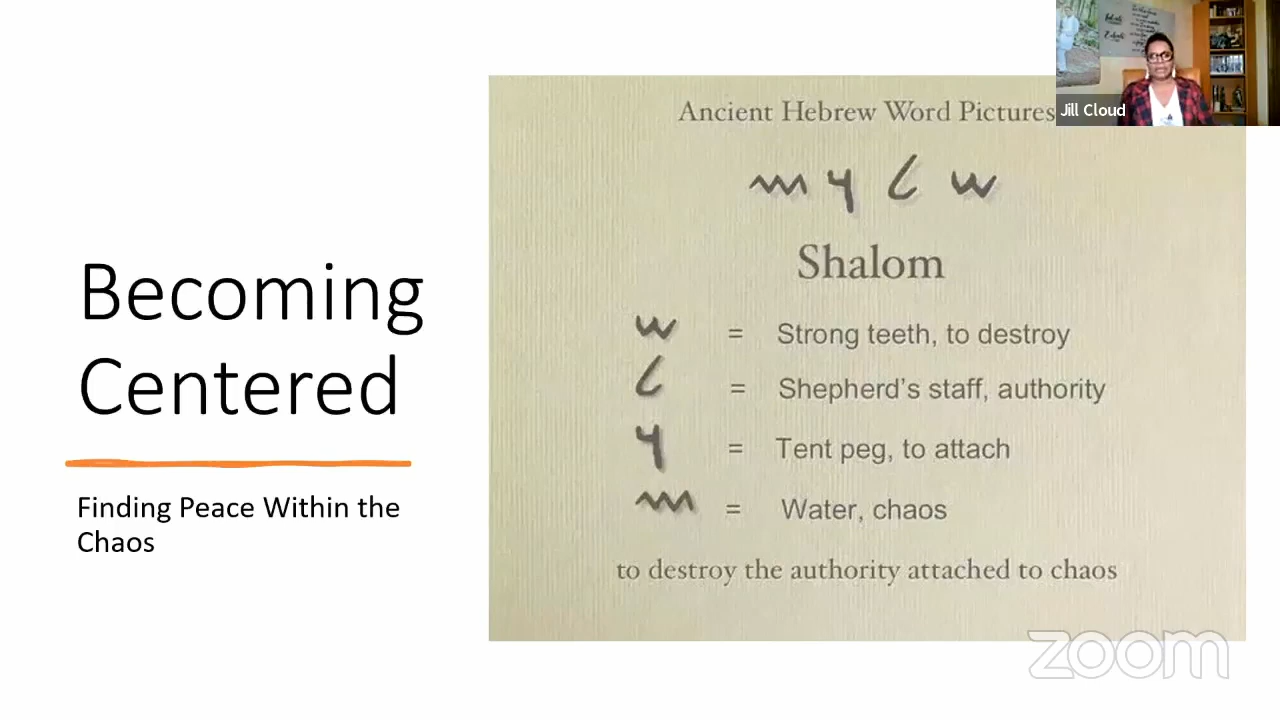 Becoming
Centered
Finding Peace Within the
Chaos
Ancient Hebrew Word Pictures
Shalom
= Strong teeth, to destroy
= Shepherd's staff, authority
= Tent peg, to attach
= Water, chaos
to destroy the authority attached to chaos
Jill Cloud
zoom